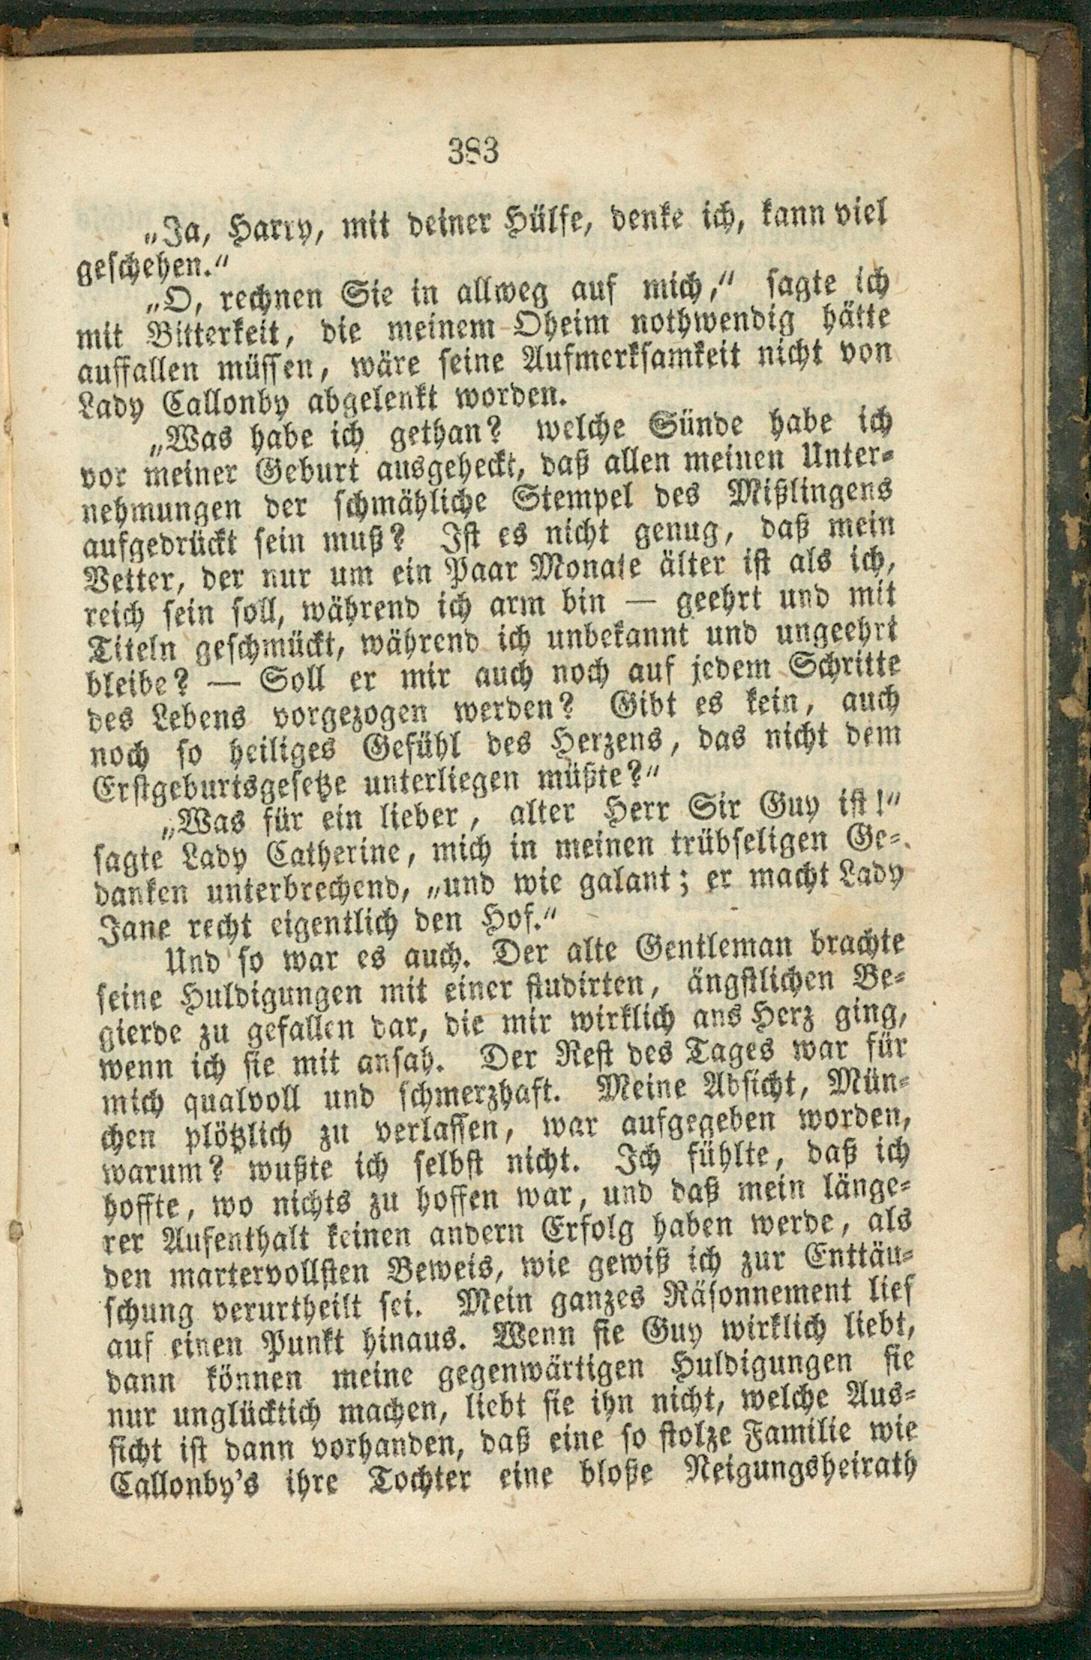 383
„Ja, Harry, mit deiner Hülfe, denke ich, kann viel
geschehen.“
„O, rechnen Sie in allweg auf mich,“ sagte ich
mit Bitterkeit, die meinem Oheim nothwendig hätte
auffallen müssen, wäre seine Aufmerksamkeit nicht von
Lady Callonby abgelenkt worden.
„Was habe ich gethan? welche Sünde habe ich
vor meiner Geburt ausgeheckt, daß allen meinen Unter-
nehmungen der schmähliche Stempel des Mißlingens
aufgedrückt sein muß? Ist es nicht genug, daß mein
Vetter, der nur um ein Paar Monate älter ist als ich,
reich sein soll, während ich arm bin — geehrt und mit
Titeln geschmückt, während ich unbekannt und ungeehrt
bleibe? — Soll er mir auch noch auf jedem Schritte
des Lebens vorgezogen werden? Gibt es kein, auch
noch so heiliges Gefühl des Herzens, das nicht dem
Erstgeburtsgesetze unterliegen müßte?“
„Was für ein lieber, alter Herr Sir Guy ist!“
sagte Lady Catherine, mich in meinen trübseligen Ge-
danken unterbrechend, „und wie galant; er macht Lady
Jane recht eigentlich den Hof.“
Und so war es auch. Der alte Gentleman brachte
seine Huldigungen mit einer studirten, ängstlichen Be-
gierde zu gefallen dar, die mir wirklich ans Herz ging,
wenn ich sie mit ansah. Der Rest des Tages war für
mich qualvoll und schmerzhaft. Meine Absicht, Mün-
chen plötzlich zu verlassen, war aufgegeben worden,
warum? wußte ich selbst nicht. Ich fühlte, daß ich
hoffte, wo nichts zu hoffen war, und daß mein länge-
rer Aufenthalt keinen andern Erfolg haben werde, als
den martervollsten Beweis, wie gewiß ich zur Enttäu-
schung verurtheilt sei. Mein ganzes Räsonnement lief
auf einen Punkt hinaus. Wenn sie Guy wirklich liebt,
dann können meine gegenwärtigen Huldigungen sie
nur unglücktich machen, liebt sie ihn nicht, welche Aus-
sicht ist dann vorhanden, daß eine so stolze Familie wie
Callonby's ihre Tochter eine bloße Neigungsheirath